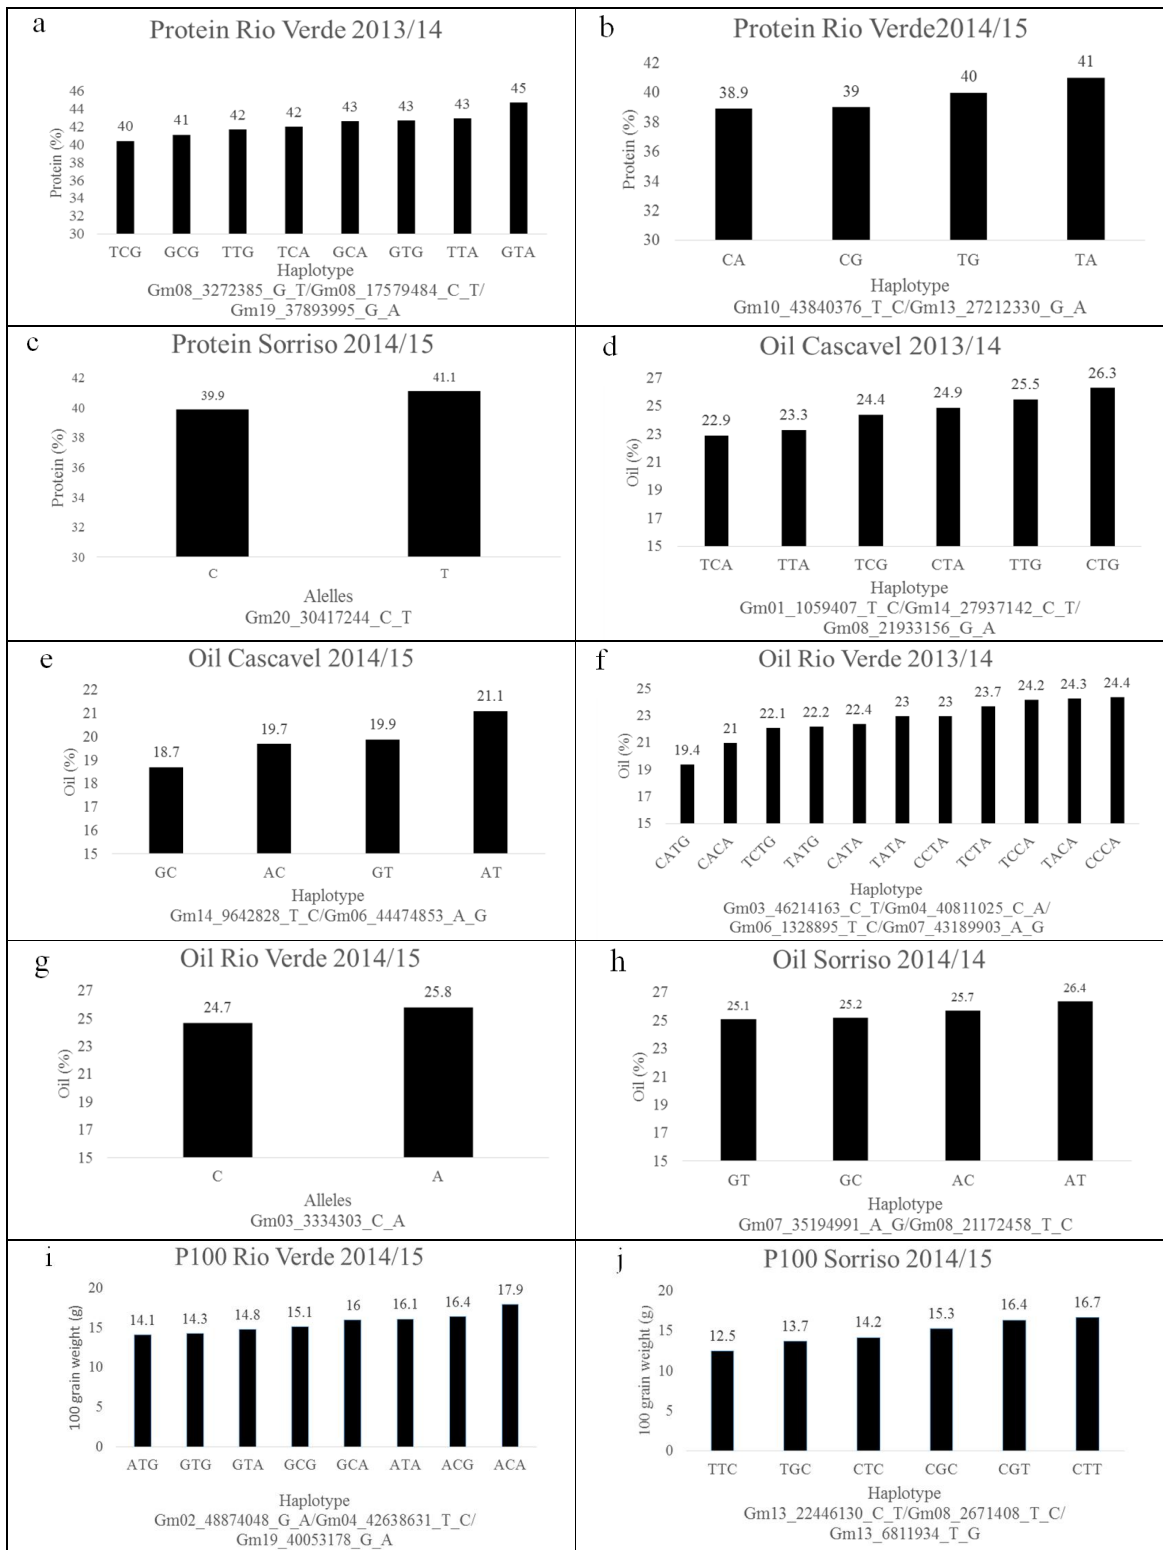 a
Protein Rio Verde 2013/14
46
44
42
40
38
36
34
32
30
Protein (%)
40 41 42 42 43 43 43 45
TCG GCG TTG TCA GCA GTG TTA GTA
Haplotype
Gm08_3272385_G_T/Gm08_17579484_C_T/
Gm19_37893995_G_A
b
Protein Rio Verde2014/15
42
40
38
36
34
32
30
Protein (%)
38.9 39 40 41
CA CG TG TA
Haplotype
Gm10_43840376_T_C/Gm13_27212330_G_A
c
Protein Sorriso 2014/15
42
40
38
36
34
32
30
Protein (%)
39.9 41.1
C T
Alelles
Gm20_30417244_C_T
d
Oil Cascavel 2013/14
27
25
23
21
19
17
15
Oil (%)
22.9 23.3 24.4 24.9 25.5 26.3
TCA TTA TCG CTA TTG CTG
Haplotype
Gm01_1059407_T_C/Gm14_27937142_C_T/
Gm08_21933156_G_A
e
Oil Cascavel 2014/15
22
21
20
19
18
17
16
15
Oil (%)
18.7 19.7 19.9 21.1
GC AC GT AT
Haplotype
Gm14_9642828_T_C/Gm06_44474853_A_G
f
Oil Rio Verde 2013/14
25
23
21
19
17
15
Oil (%)
19.4 21 22.1 22.2 22.4 23 23 23.7 24.2 24.3 24.4
CATG CACA TCTG TATG CATA TATA CCTA TCTA TCCA TACA CCCA
Haplotype
Gm03_46214163_C_T/Gm04_40811025_C_A/
Gm06_1328895_T_C/Gm07_43189903_A_G
g
Oil Rio Verde 2014/15
27
25
23
21
19
17
15
Oil (%)
24.7 25.8
C A
Alleles
Gm03_3334303_C_A
h
Oil Sorriso 2014/14
27
25
23
21
19
17
15
Oil (%)
25.1 25.2 25.7 26.4
GT GC AC AT
Haplotype
Gm07_35194991_A_G/Gm08_21172458_T_C
i
P100 Rio Verde 2014/15
20
15
10
5
0
100 grain weight (g)
14.1 14.3 14.8 15.1 16 16.1 16.4 17.9
ATG GTG GTA GCG GCA ATA ACG ACA
Haplotype
Gm02_48874048_G_A/Gm04_42638631_T_C/
Gm19_40053178_G_A
j
P100 Sorriso 2014/15
20
15
10
5
0
100 grain weight (g)
12.5 13.7 14.2 15.3 16.4 16.7
TTC TGC CTC CGC CGT CTT
Haplotype
Gm13_22446130_C_T/Gm08_2671408_T_C/
Gm13_6811934_T_G